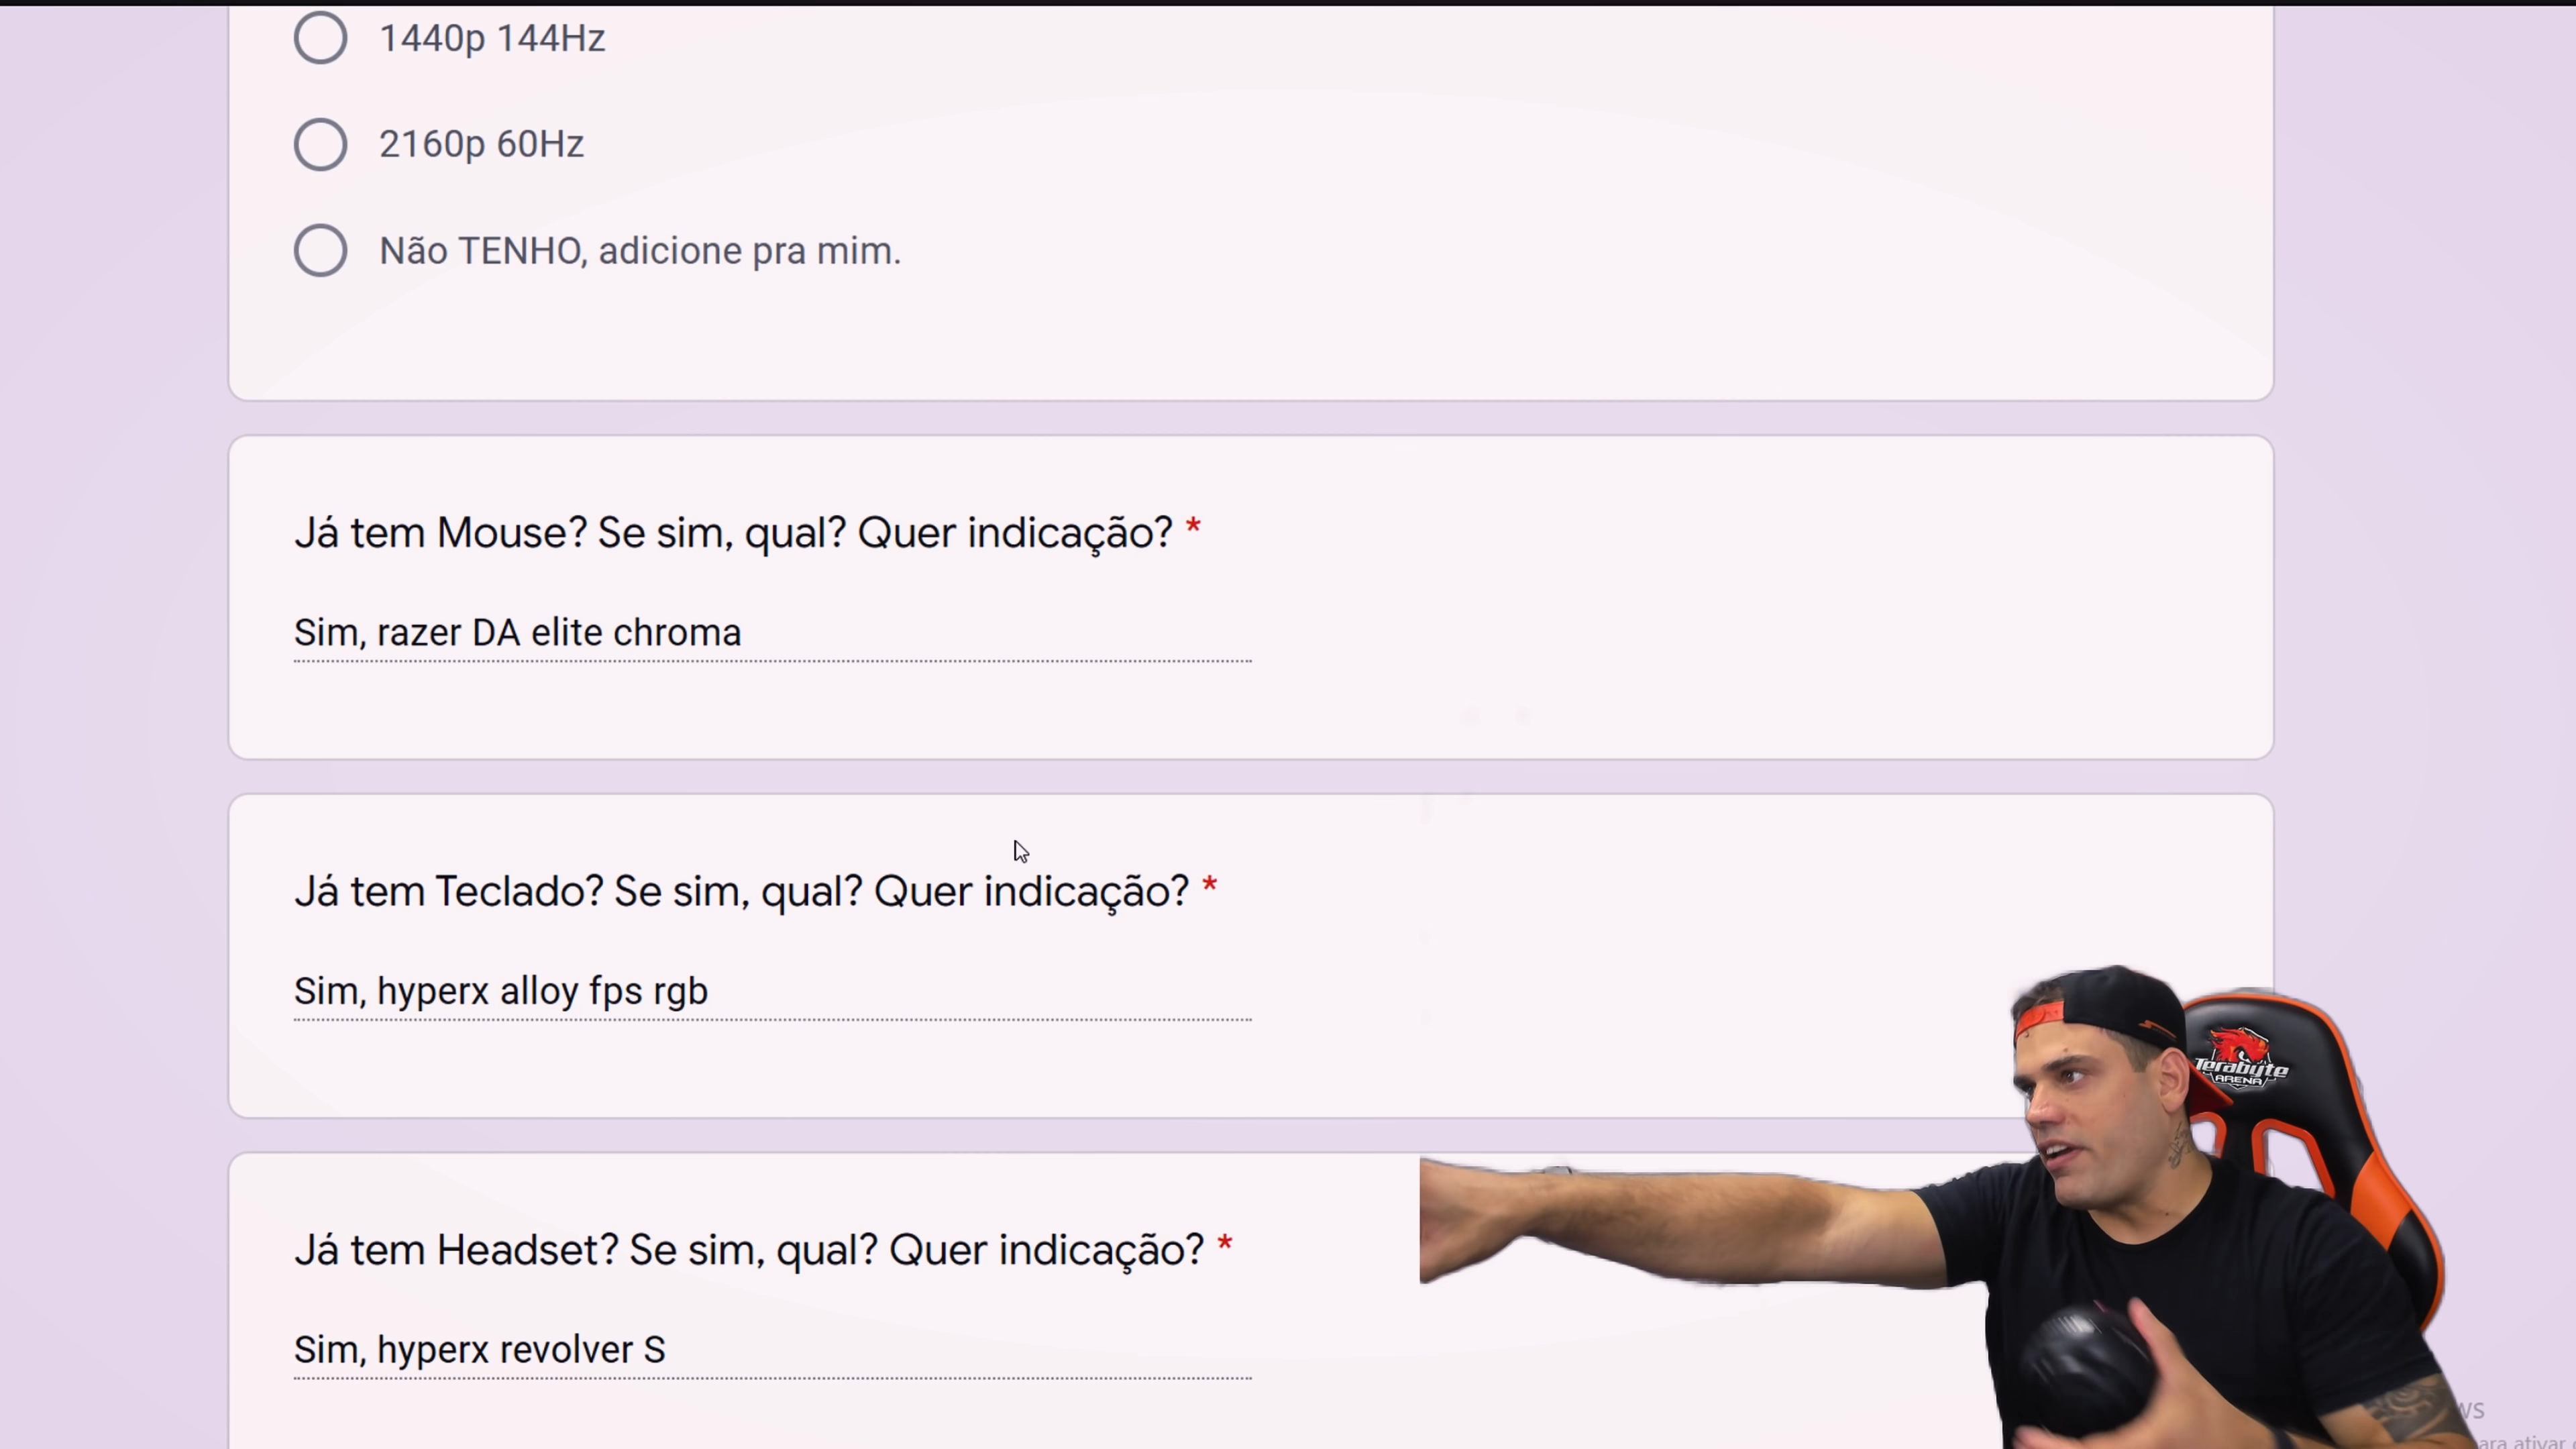 1440p 144Hz
2160p 60Hz
Não TENHO, adicione pra mim.
Já tem Mouse? Se sim, qual? Quer indicação? *
Sim, razer DA elite chroma
Já tem Teclado? Se sim, qual? Quer indicação? *
Sim, hyperx alloy fps rgb
Terabyte
ARENA
Já tem Headset? Se sim, qual? Quer indicação? *
Sim, hyperx revolver S